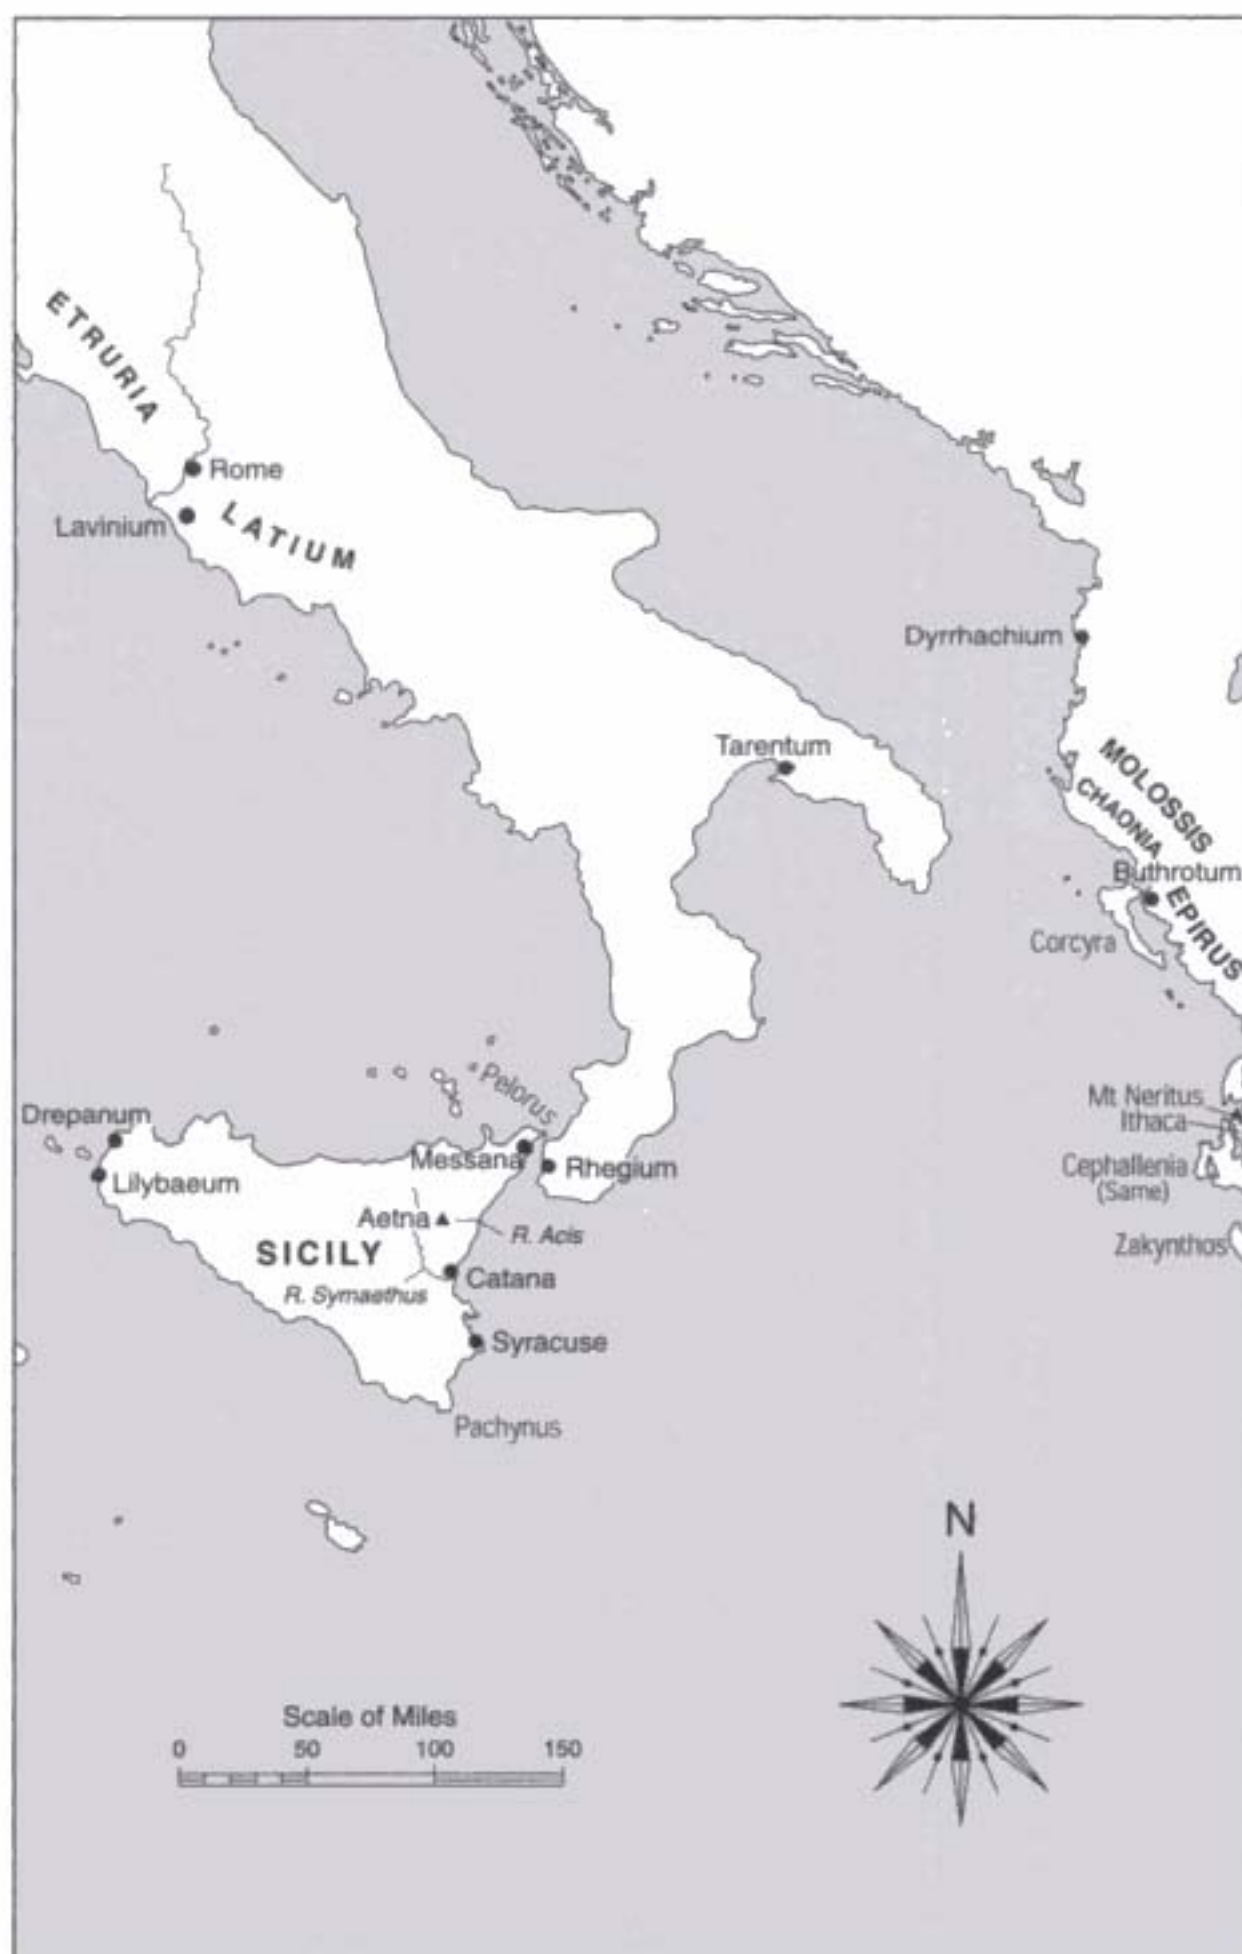 ETRURIA
Rome
LATIUM
Lavinium
Dyrrhachium
Tarentum
MOLOSSIS
CHAONIA
Buthrotum
EPIRUS
Corcyra
Pelorus
Mt Neritus
Ithaca
Drepanum
Messana
Rhegium
Cephallenia
(Same)
Lilybaeum
Aetna
R. Acis
SICILY
Zakynthos
Catana
R. Symaethus
Syracuse
Pachynus
N
Scale of Miles
0 50 100 150